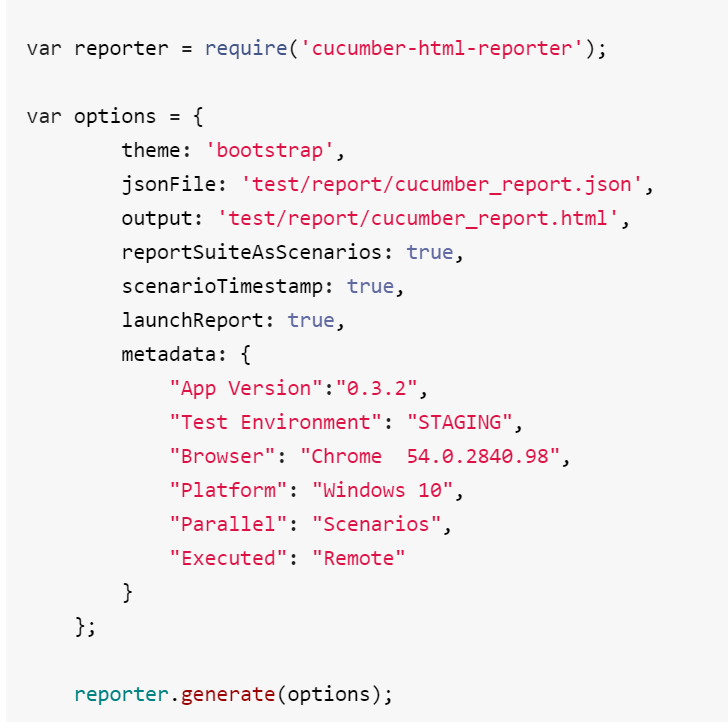 var reporter = require('cucumber-html-reporter');
var options = {
theme: 'bootstrap',
jsonFile: 'test/report/cucumber_report.json',
output: 'test/report/cucumber_report.html',
reportSuiteAsScenarios: true,
scenarioTimestamp: true,
launchReport: true,
metadata: {
"App Version":"0.3.2",
"Test Environment": "STAGING",
"Browser": "Chrome  54.0.2840.98",
"Platform": "Windows 10",
"Parallel": "Scenarios",
"Executed": "Remote"
}
};
reporter.generate(options);